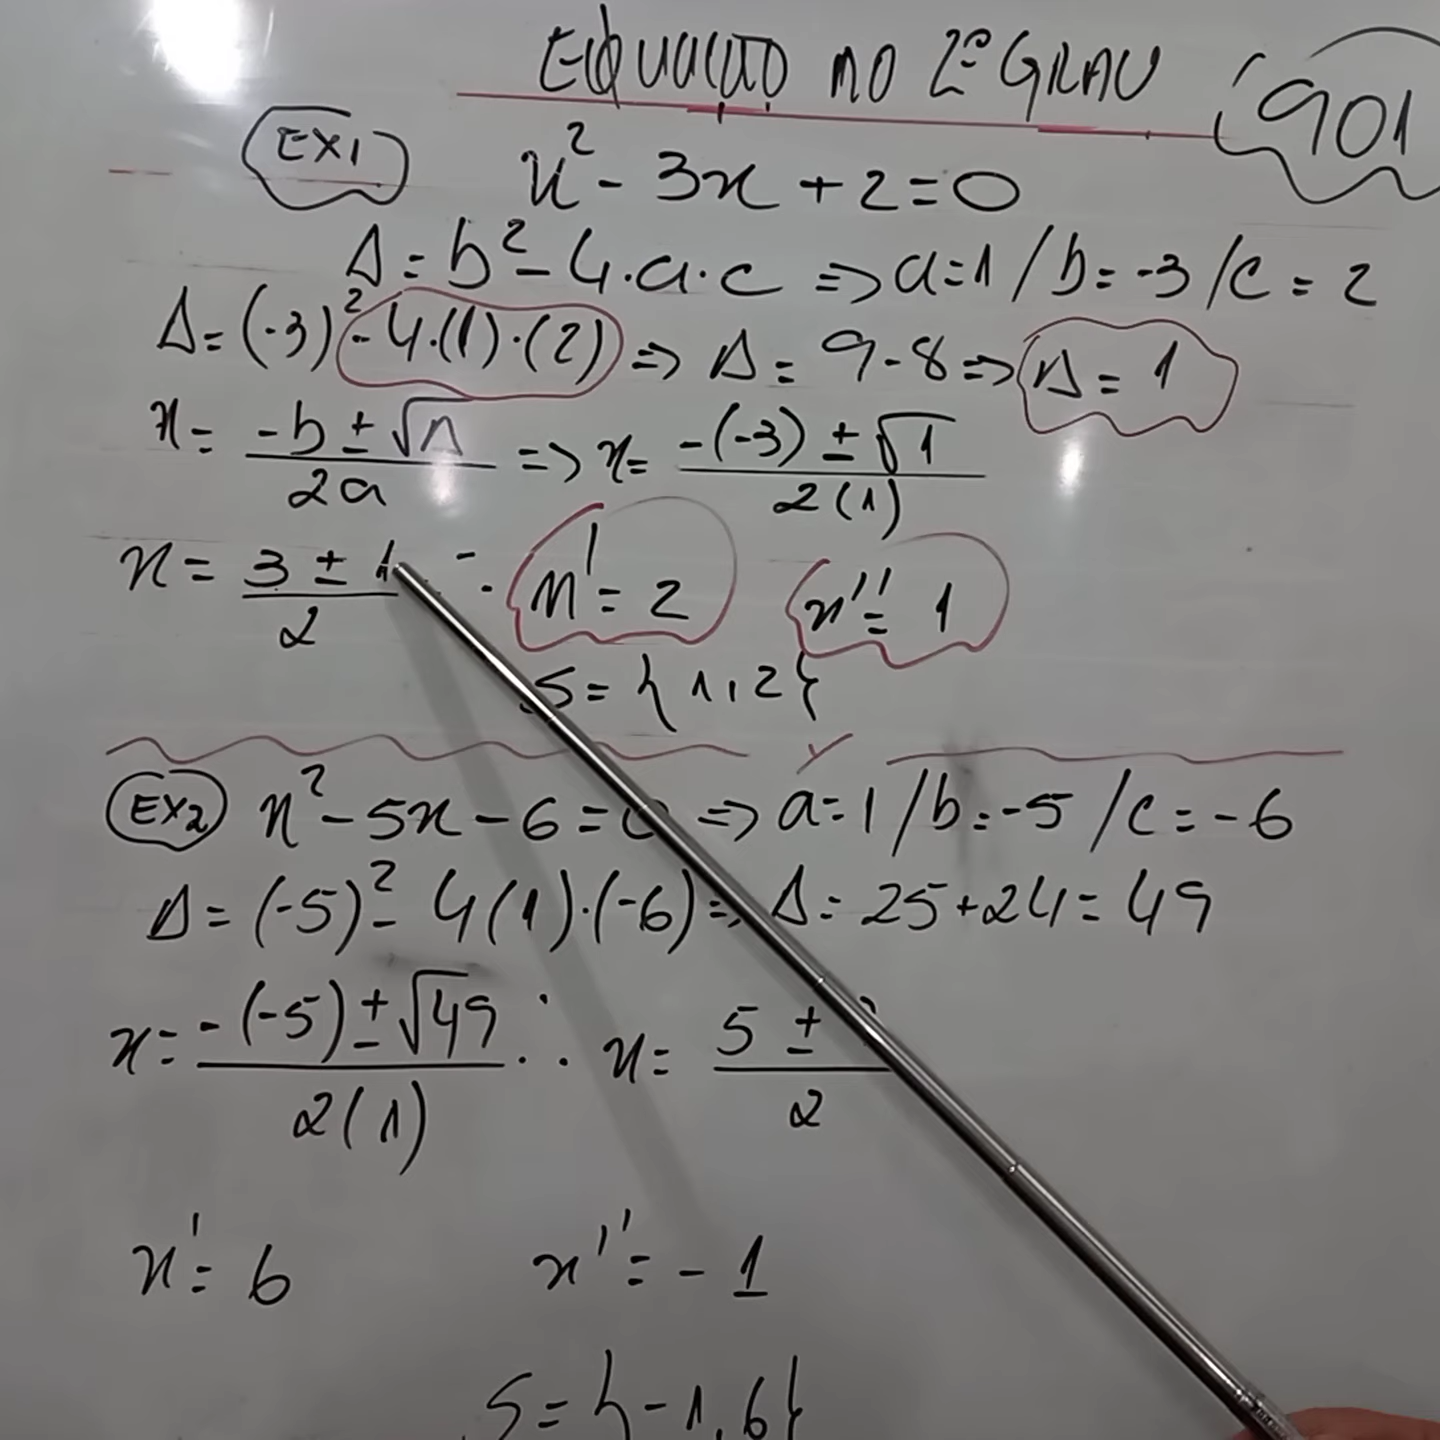 EQUAÇÃO DO 2º GRAU 901
EX1 x² - 3x + 2 = 0
Δ = b² - 4.a.c ⇒ a=1 / b=-3 / c=2
Δ = (-3)² - 4.(1).(2) ⇒ Δ = 9-8 ⇒ Δ = 1
x = -b ± √Δ / 2a ⇒ x = -(-3) ± √1 / 2(1)
x = 3 ± 1 / 2 ∴ x' = 2 x'' = 1
S = {1,2}
EX2 x² - 5x - 6 = 0 ⇒ a=1 / b=-5 / c=-6
Δ = (-5)² - 4(1).(-6) ⇒ Δ = 25+24 = 49
x = -(-5) ± √49 / 2(1) ∴ x = 5 ± / 2
x' = 6 x'' = -1
S = {-1,6}